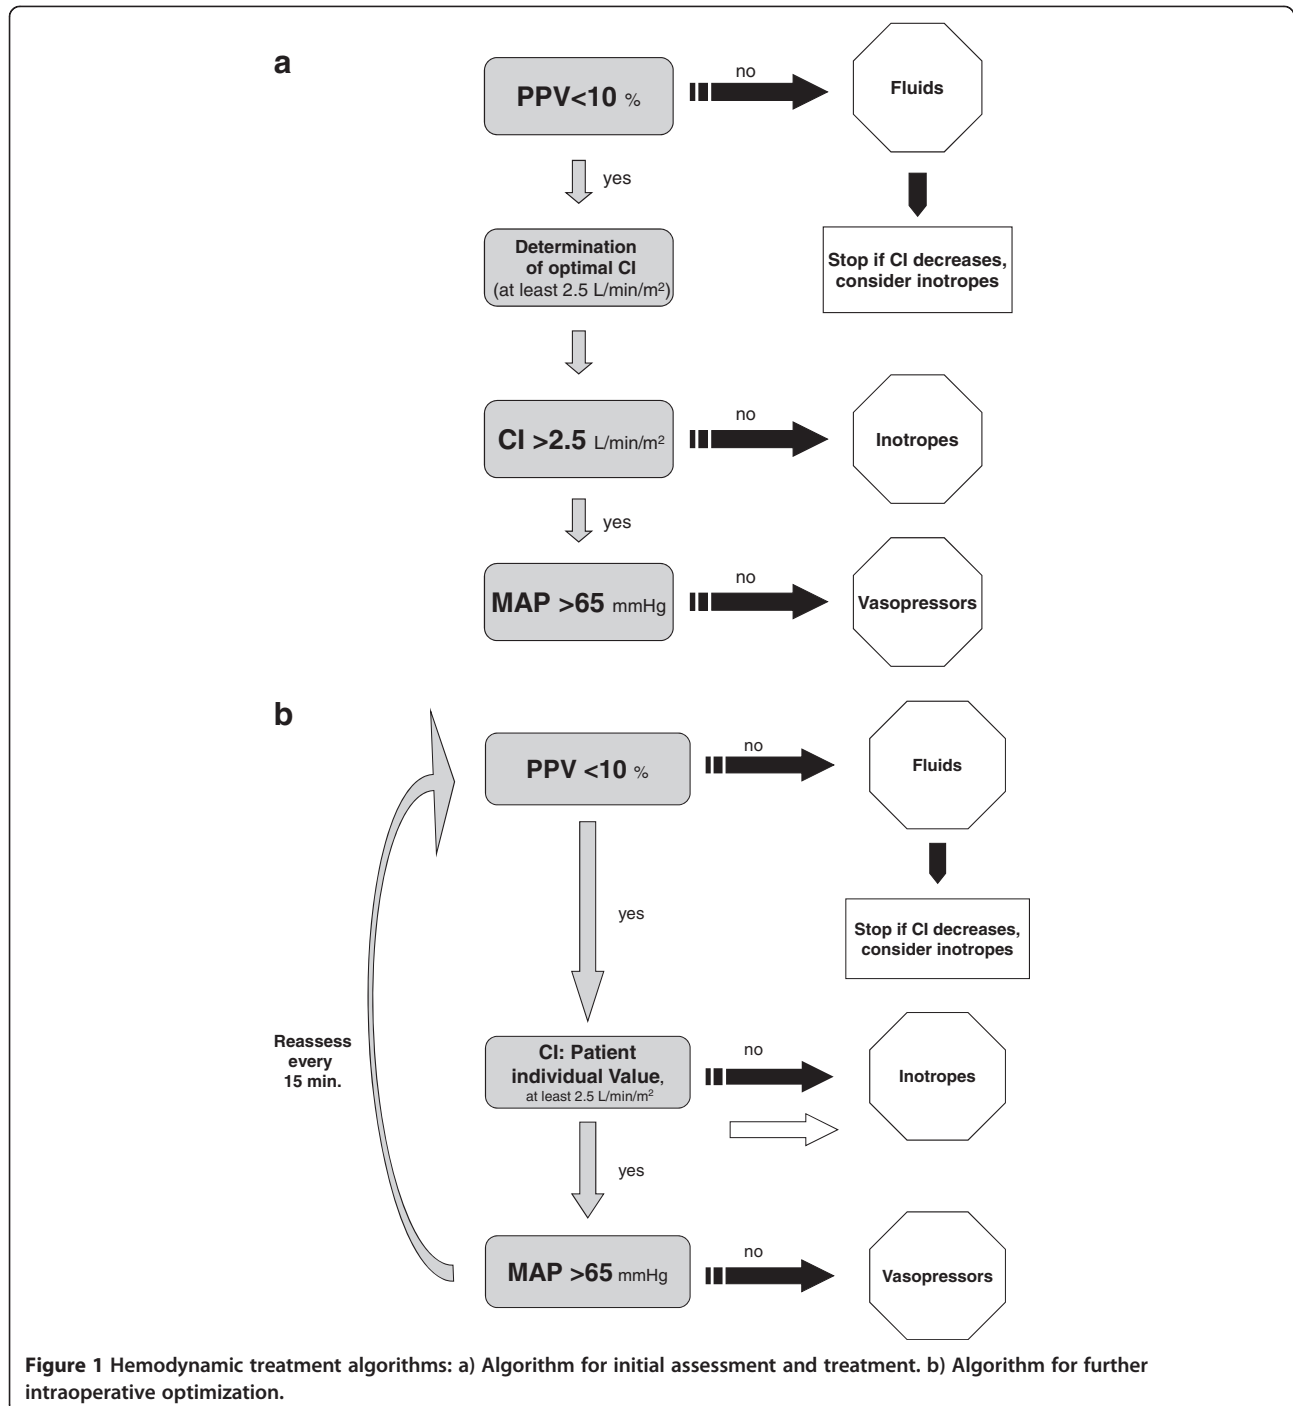 a
PPV<10 %
no
Fluids
yes
Determination
of optimal CI
(at least 2.5 L/min/m²)
Stop if CI decreases,
consider inotropes
CI >2.5 L/min/m²
no
Inotropes
yes
MAP >65 mmHg
no
Vasopressors
b
PPV <10 %
no
Fluids
yes
Stop if CI decreases,
consider inotropes
Reassess
every
15 min.
CI: Patient
individual Value,
at least 2.5 L/min/m²
no
Inotropes
yes
MAP >65 mmHg
no
Vasopressors
Figure 1 Hemodynamic treatment algorithms: a) Algorithm for initial assessment and treatment. b) Algorithm for further
intraoperative optimization.